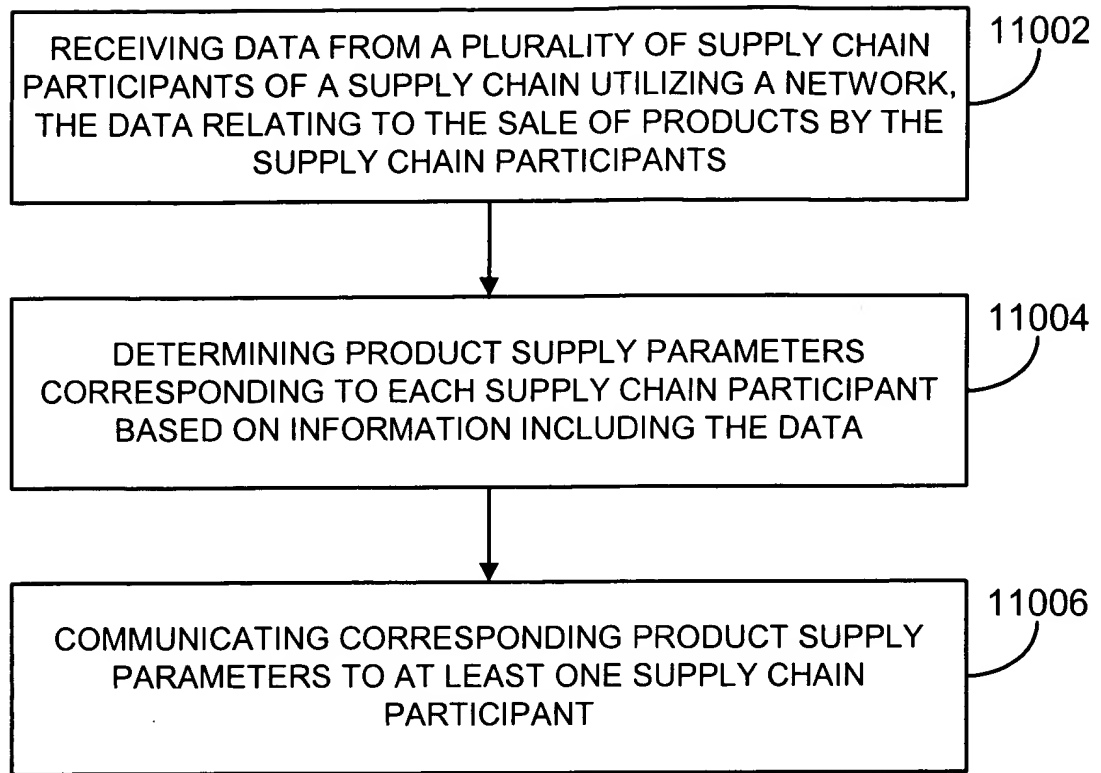 RECEIVING DATA FROM A PLURALITY OF SUPPLY CHAIN
PARTICIPANTS OF A SUPPLY CHAIN UTILIZING A NETWORK,
THE DATA RELATING TO THE SALE OF PRODUCTS BY THE
SUPPLY CHAIN PARTICIPANTS
11002
DETERMINING PRODUCT SUPPLY PARAMETERS
CORRESPONDING TO EACH SUPPLY CHAIN PARTICIPANT
BASED ON INFORMATION INCLUDING THE DATA
11004
COMMUNICATING CORRESPONDING PRODUCT SUPPLY
PARAMETERS TO AT LEAST ONE SUPPLY CHAIN
PARTICIPANT
11006